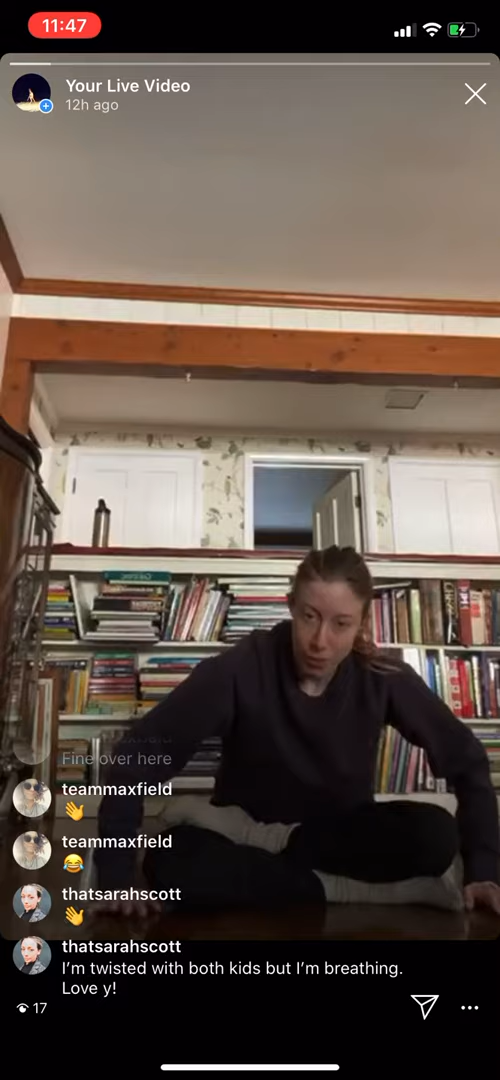 11:47
Your Live Video
12h ago
Fine over here
teammaxfield
👋
teammaxfield
😂
thatsarahscott
👋
thatsarahscott
I'm twisted with both kids but I'm breathing.
Love y!
17